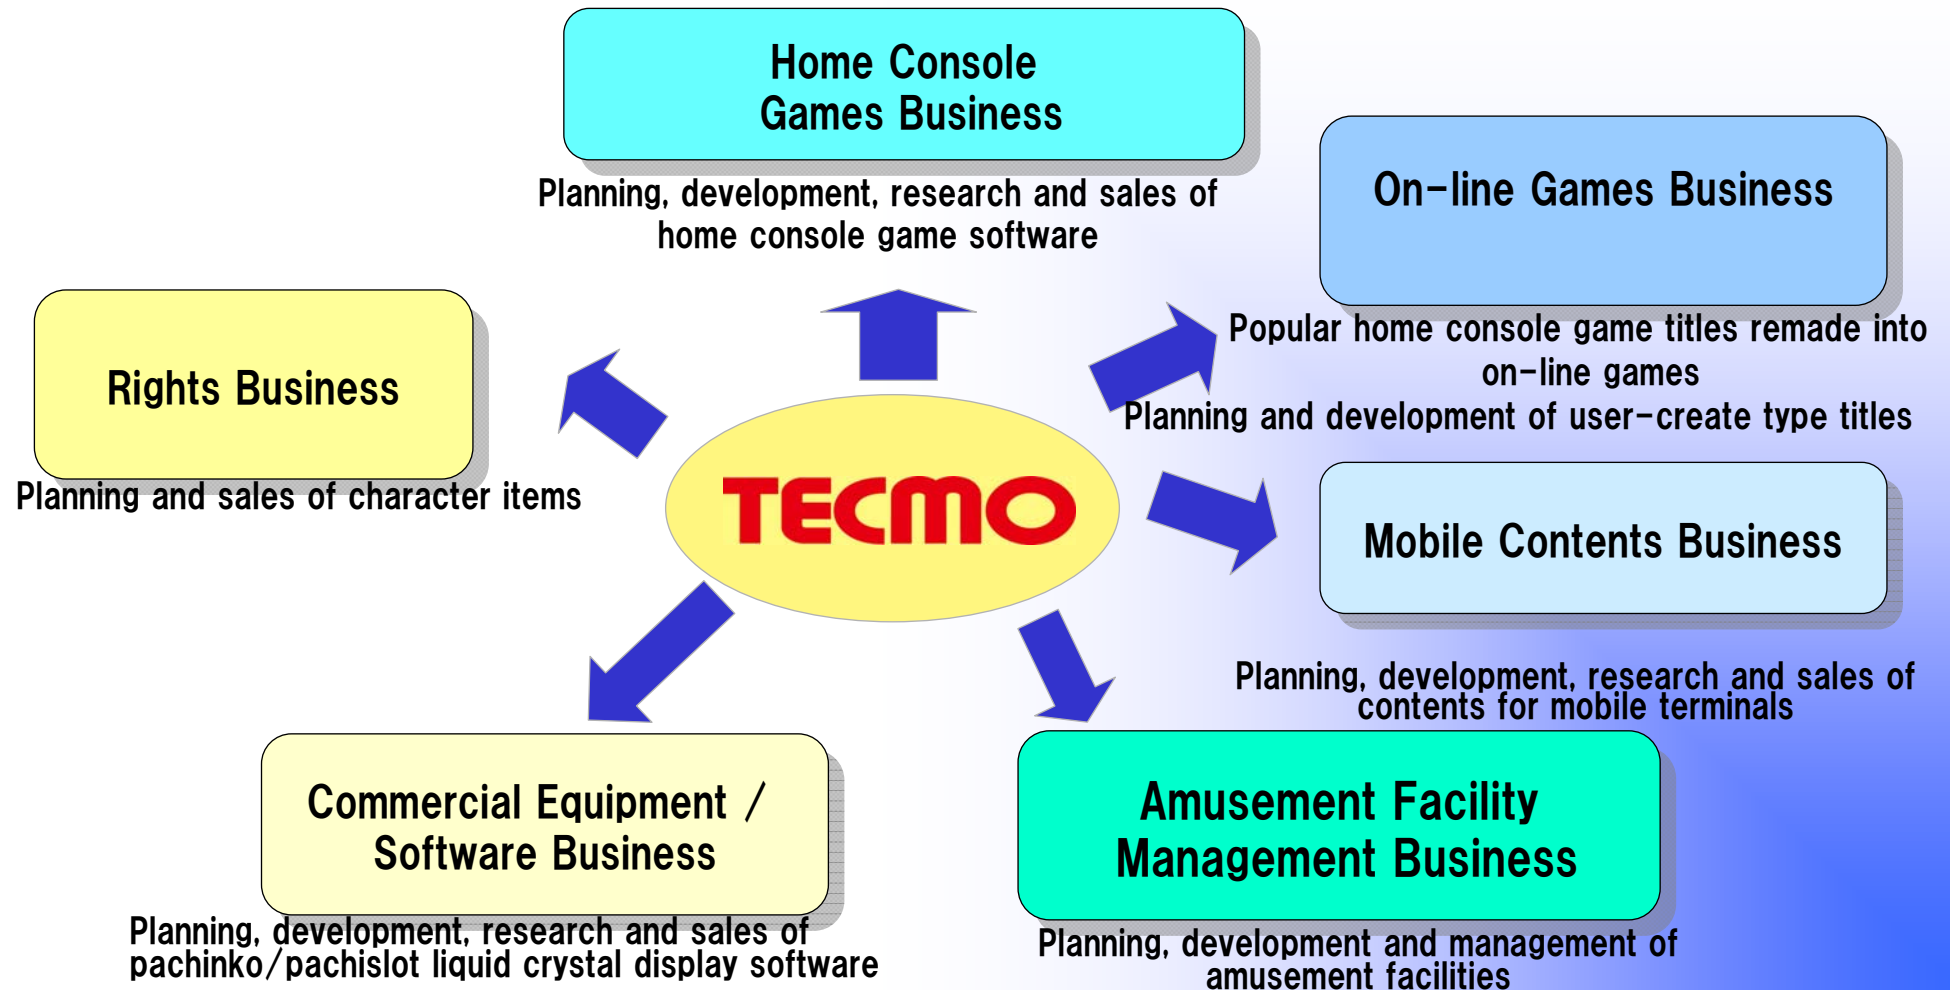 Home Console
Games Business
Planning, development, research and sales of
home console game software
On-line Games Business
Popular home console game titles remade into
on-line games
Planning and development of user-create type titles
Rights Business
Planning and sales of character items
TECMO
Mobile Contents Business
Planning, development, research and sales of
contents for mobile terminals
Commercial Equipment /
Software Business
Planning, development, research and sales of
pachinko/pachislot liquid crystal display software
Amusement Facility
Management Business
Planning, development and management of
amusement facilities